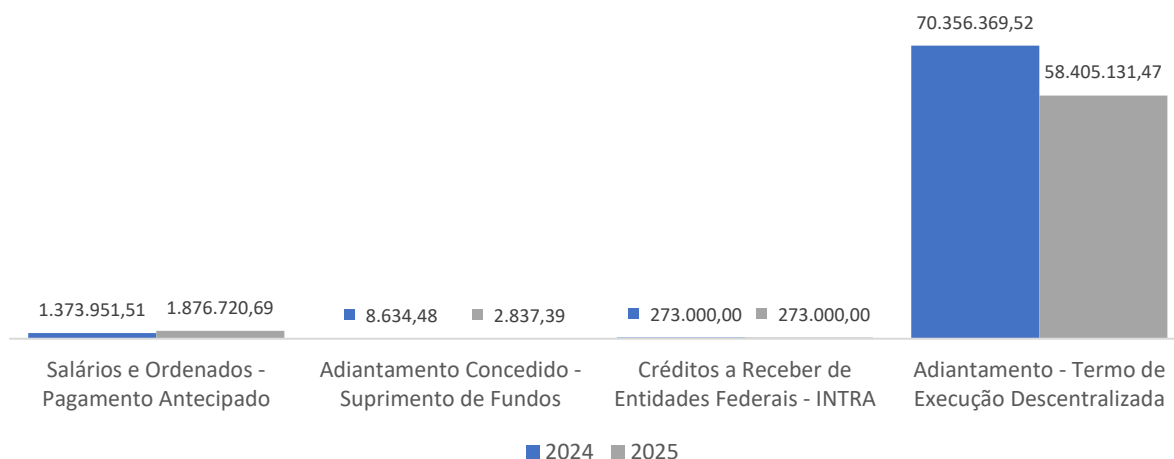 70.356.369,52
58.405.131,47
1.373.951,51
1.876.720,69
8.634,48
2.837,39
273.000,00
273.000,00
Salários e Ordenados -
Pagamento Antecipado
Adiantamento Concedido -
Suprimento de Fundos
Créditos a Receber de
Entidades Federais - INTRA
Adiantamento - Termo de
Execução Descentralizada
2024
2025